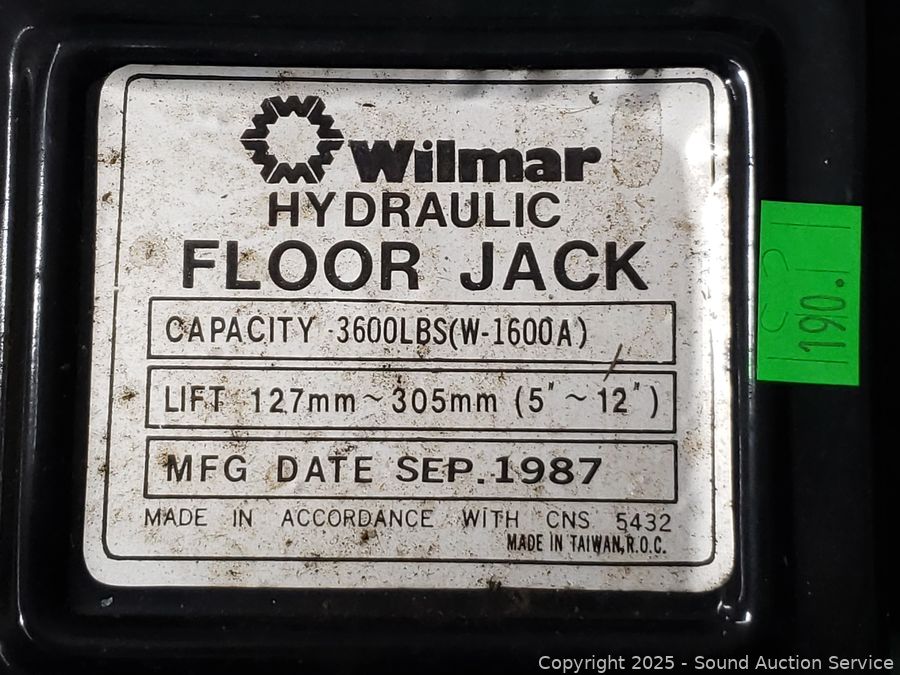 Wilmar
HYDRAULIC
FLOOR JACK
CAPACITY 3600LBS(W-1600A)
LIFT 127mm~305mm (5"~12")
MFG DATE SEP.1987
MADE IN ACCORDANCE WITH CNS 5432
MADE IN TAIWAN,R.O.C.
190.1
Copyright 2025 - Sound Auction Service